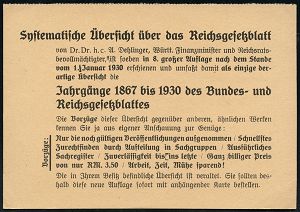 Systematische Übersicht über das Reichsgesetzblatt
von Dr. Dr. h. c. A. Dehlinger, Württ. Finanzminister und Reichsrats-
bevollmächtigter, ist soeben in 8. großer Auflage nach dem Stande
vom 1. Januar 1930 erschienen und umfaßt damit als einzige der-
artige Übersicht die
Jahrgänge 1867 bis 1930 des Bundes- und
Reichsgesetzblattes
Die Vorzüge dieser Übersicht gegenüber anderen, ähnlichen Werken
kennen Sie ja aus eigener Anschauung zur Genüge:
Vorzüge:
Nur die noch gültigen Veröffentlichungen aufgenommen / Schnellstes
Zurechtfinden durch Aufteilung in Sachgruppen / Ausführliches
Sachregister / Zuverlässigkeit bis ins letzte / Ganz billiger Preis
von nur RM. 3.50 / Arbeit, Zeit, Mühe sparend!
Die in Ihrem Besitz befindliche Übersicht ist veraltet. Sie sollten des-
halb diese neue Auflage sofort mit anhängender Karte bestellen.